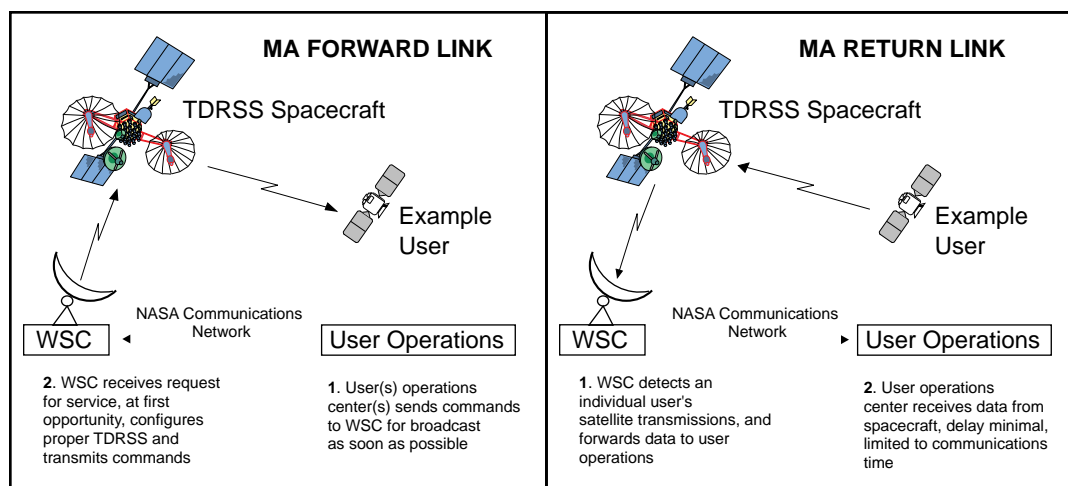 MA FORWARD LINK
TDRSS Spacecraft
Example
User
NASA Communications
Network
WSC
User Operations
2. WSC receives request
for service, at first
opportunity, configures
proper TDRSS and
transmits commands
1. User(s) operations
center(s) sends commands
to WSC for broadcast
as soon as possible
MA RETURN LINK
TDRSS Spacecraft
Example
User
NASA Communications
Network
WSC
User Operations
1. WSC detects an
individual user's
satellite transmissions, and
forwards data to user
operations
2. User operations
center receives data from
spacecraft, delay minimal,
limited to communications
time